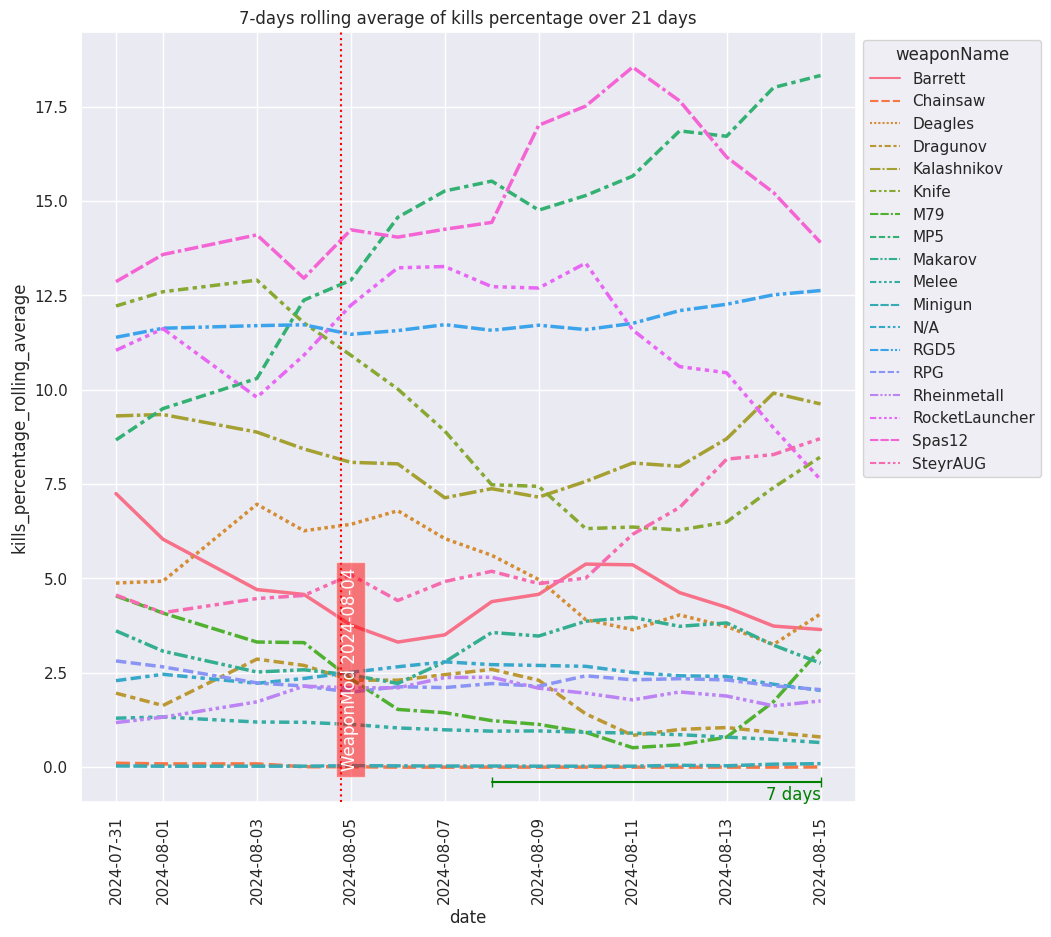 7-days rolling average of kills percentage over 21 days
kills_percentage_rolling_average
17.5
15.0
12.5
10.0
7.5
5.0
2.5
0.0
WeaponMod 2024-08-04
7 days
2024-07-31
2024-08-01
2024-08-03
2024-08-05
2024-08-07
2024-08-09
2024-08-11
2024-08-13
2024-08-15
date
weaponName
Barrett
Chainsaw
Deagles
Dragunov
Kalashnikov
Knife
M79
MP5
Makarov
Melee
Minigun
N/A
RGD5
RPG
Rheinmetall
RocketLauncher
Spas12
SteyrAUG